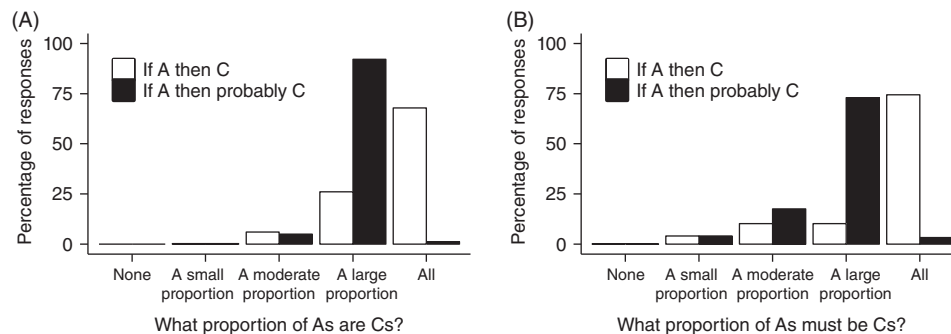 (A)
Percentage of responses
100
75
50
25
0
If A then C
If A then probably C
None
A small
proportion
A moderate
proportion
A large
proportion
All
What proportion of As are Cs?
(B)
Percentage of responses
100
75
50
25
0
If A then C
If A then probably C
None
A small
proportion
A moderate
proportion
A large
proportion
All
What proportion of As must be Cs?